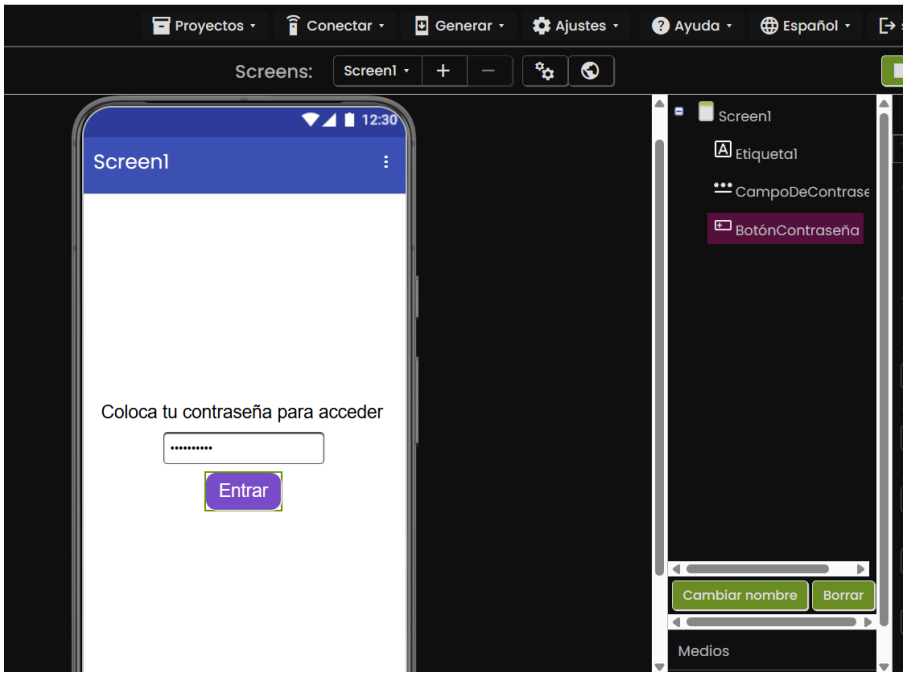 Proyectos Conectar Generar Ajustes Ayuda Español
Screens: Screen1 + −
12:30
Screen1
Coloca tu contraseña para acceder
••••••••••
Entrar
Screen1
Etiqueta1
CampoDeContrase
BotónContraseña
Cambiar nombre Borrar
Medios